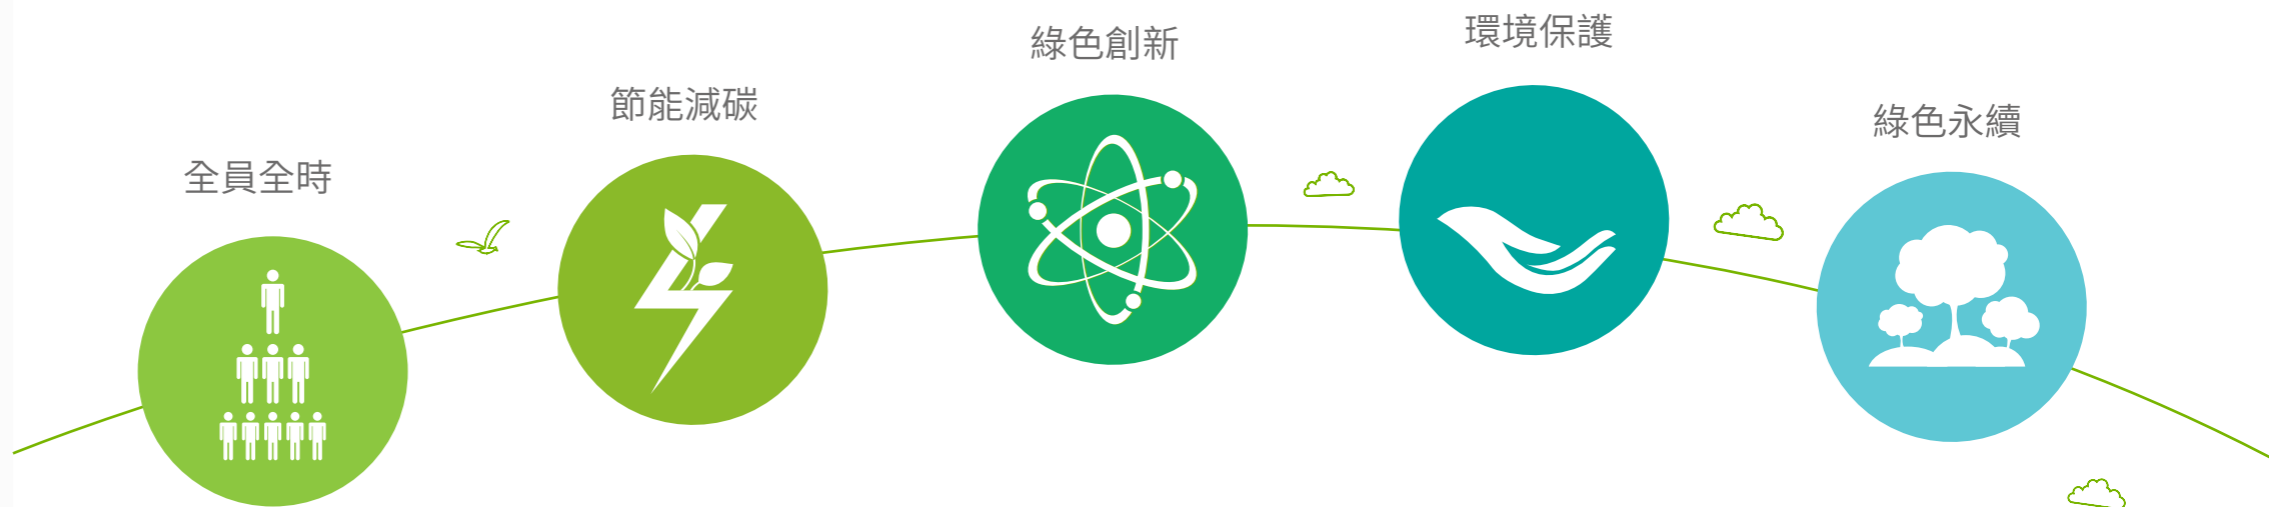 全員全時
節能減碳
綠色創新
環境保護
綠色永續